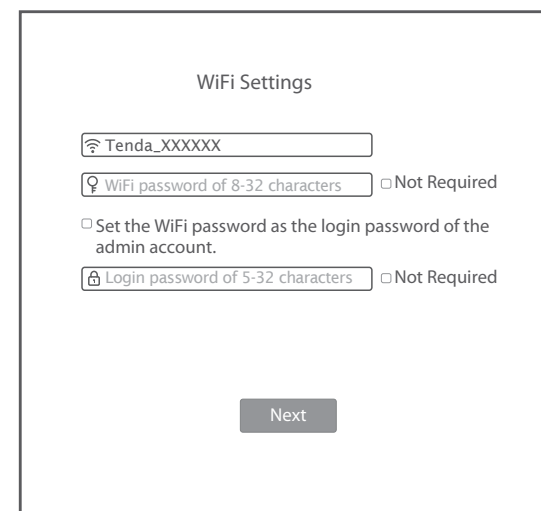 WiFi Settings
Tenda_XXXXXX
WiFi password of 8-32 characters Not Required
Set the WiFi password as the login password of the
admin account.
Login password of 5-32 characters Not Required
Next